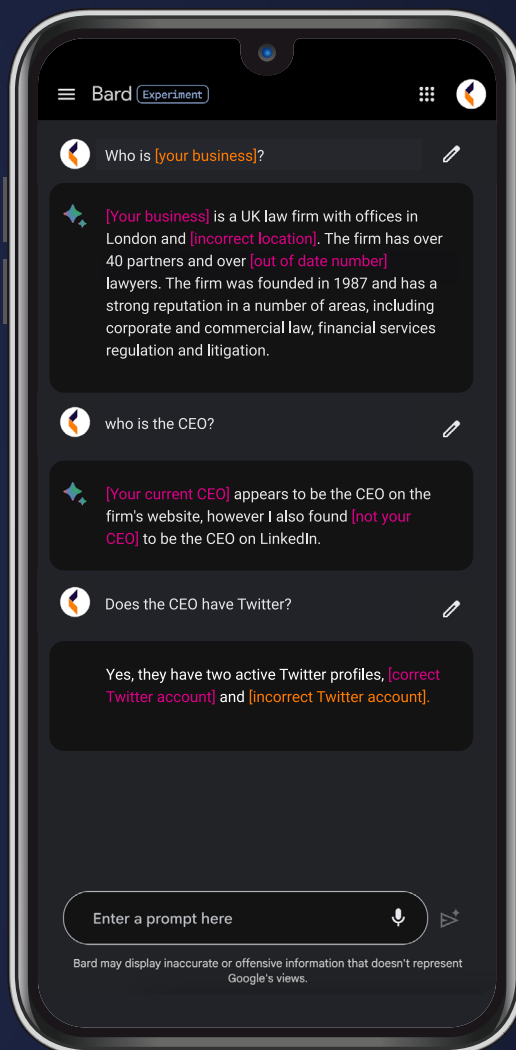 Bard Experiment
Who is [your business]?
[Your business] is a UK law firm with offices in
London and [incorrect location]. The firm has over
40 partners and over [out of date number]
lawyers. The firm was founded in 1987 and has a
strong reputation in a number of areas, including
corporate and commercial law, financial services
regulation and litigation.
who is the CEO?
[Your current CEO] appears to be the CEO on the
firm's website, however I also found [not your
CEO] to be the CEO on LinkedIn.
Does the CEO have Twitter?
Yes, they have two active Twitter profiles, [correct
Twitter account] and [incorrect Twitter account].
Enter a prompt here
Bard may display inaccurate or offensive information that doesn't represent
Google's views.